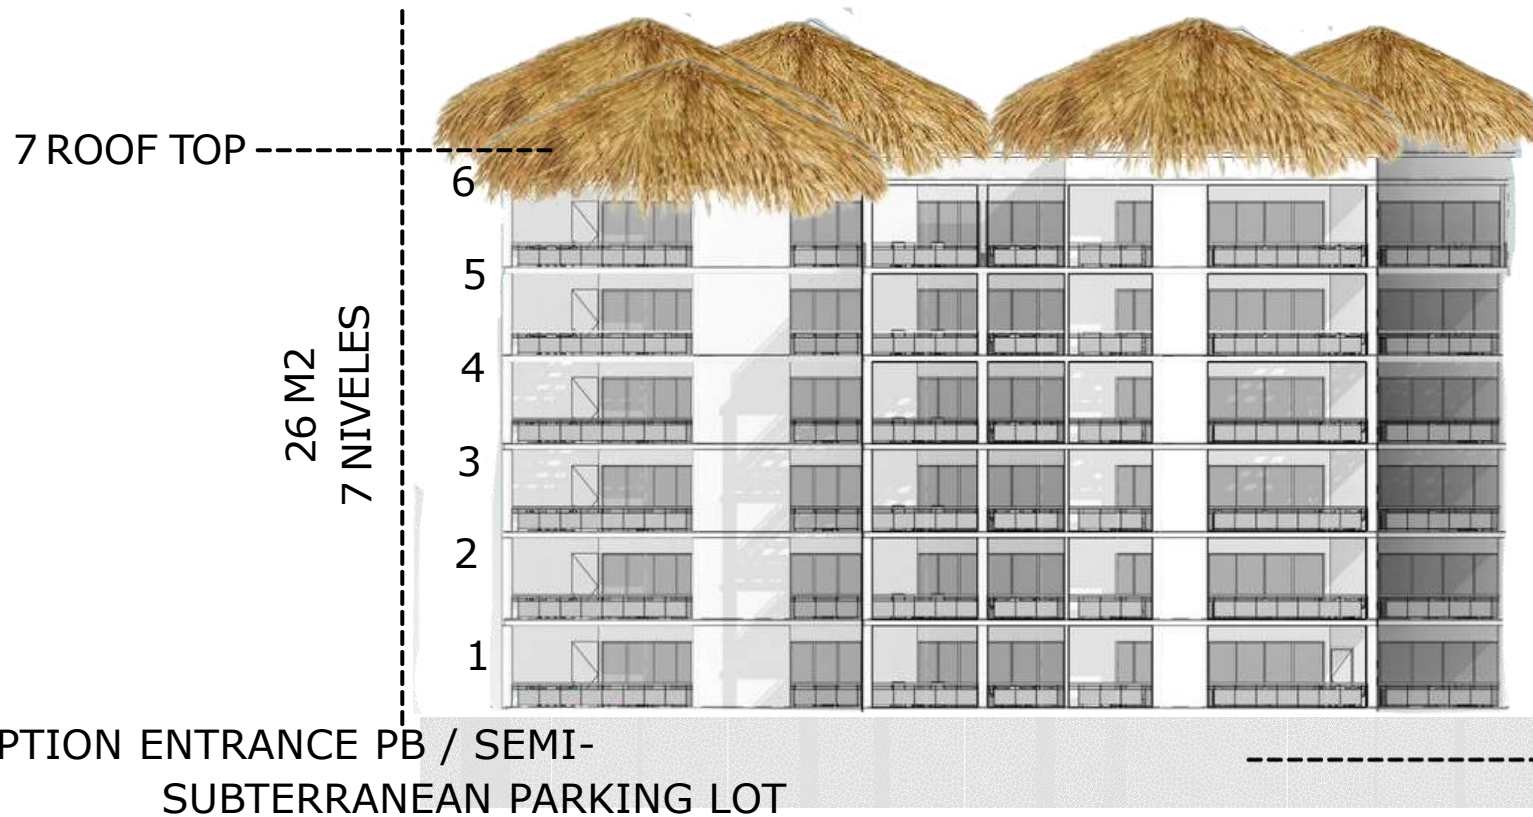 7 ROOF TOP
6
5
4
3
2
1
26 M2
7 NIVELES
PTION ENTRANCE PB / SEMI-
SUBTERRANEAN PARKING LOT